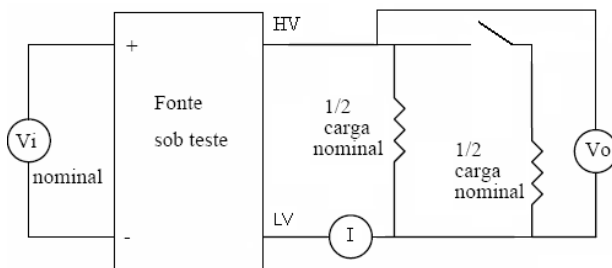 HV
+
Fonte
sob teste
Vi
nominal
-
LV
1/2
carga
nominal
I
1/2
carga
nominal
Vo